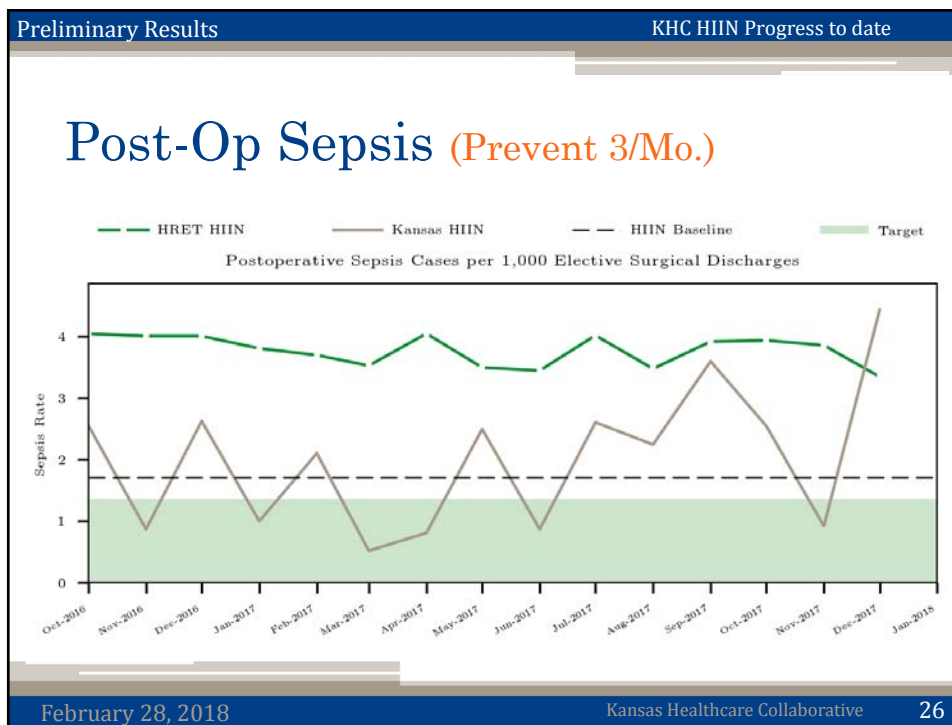 Preliminary Results
KHC HIIN Progress to date
Post-Op Sepsis (Prevent 3/Mo.)
HRET HIIN
Kansas HIIN
HIIN Baseline
Target
Postoperative Sepsis Cases per 1,000 Elective Surgical Discharges
Sepsis Rate
4
3
2
1
0
Oct-2016
Nov-2016
Dec-2016
Jan-2017
Feb-2017
Mar-2017
Apr-2017
May-2017
Jun-2017
Jul-2017
Aug-2017
Sep-2017
Oct-2017
Nov-2017
Dec-2017
Jan-2018
February 28, 2018
Kansas Healthcare Collaborative
26